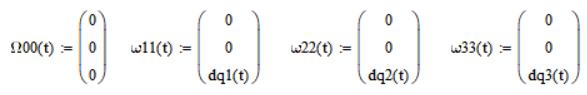 Ω00(t) := (0 0 0) ω11(t) := (0 0 dq1(t)) ω22(t) := (0 0 dq2(t)) ω33(t) := (0 0 dq3(t))